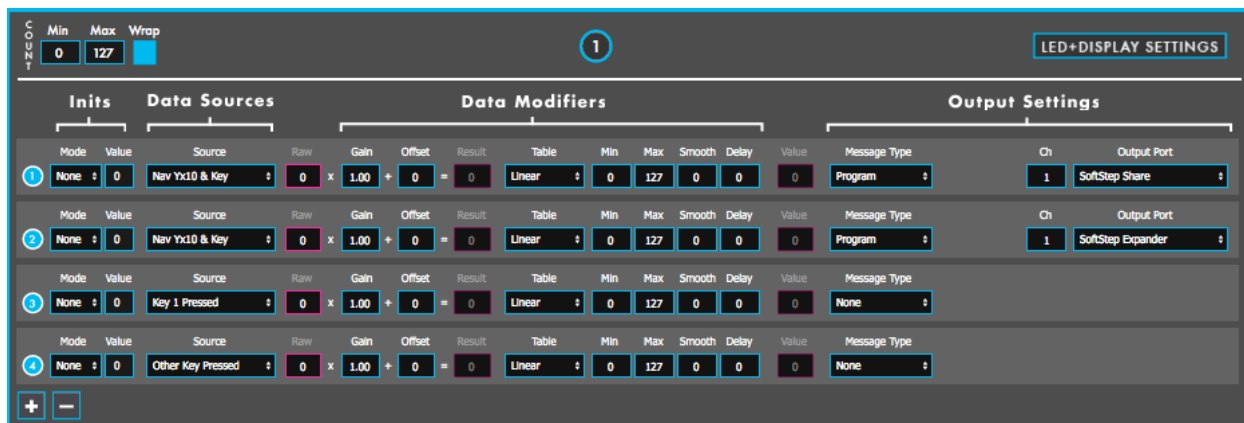 COUNT
Min Max Wrap
0 127
1
LED+DISPLAY SETTINGS
Inits Data Sources Data Modifiers Output Settings
Mode Value Source Raw Gain Offset Result Table Min Max Smooth Delay Value Message Type Ch Output Port
1 None 0 Nav Yx10 & Key 0 x 1.00 + 0 = 0 Linear 0 127 0 0 0 Program 1 SoftStep Share
Mode Value Source Raw Gain Offset Result Table Min Max Smooth Delay Value Message Type Ch Output Port
2 None 0 Nav Yx10 & Key 0 x 1.00 + 0 = 0 Linear 0 127 0 0 0 Program 1 SoftStep Expander
Mode Value Source Raw Gain Offset Result Table Min Max Smooth Delay Value Message Type
3 None 0 Key 1 Pressed 0 x 1.00 + 0 = 0 Linear 0 127 0 0 0 None
Mode Value Source Raw Gain Offset Result Table Min Max Smooth Delay Value Message Type
4 None 0 Other Key Pressed 0 x 1.00 + 0 = 0 Linear 0 127 0 0 0 None
+ −